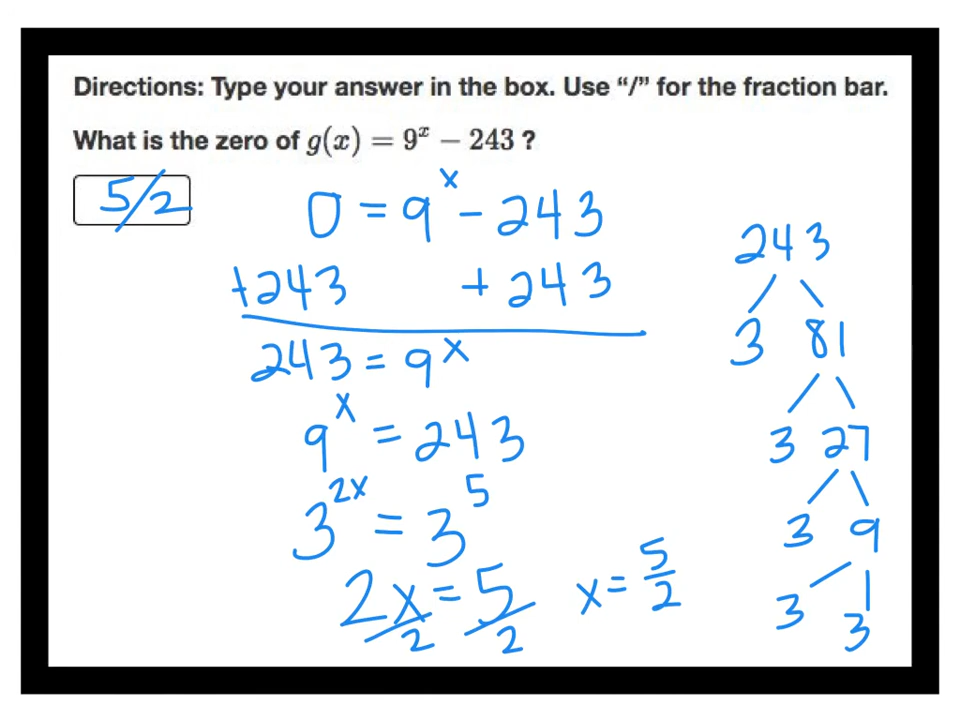 Directions: Type your answer in the box. Use “/” for the fraction bar.
What is the zero of g(x) = 9^x − 243 ?
5/2
0 = 9^x - 243
+243 + 243
243 = 9^x
9^x = 243
3^2x = 3^5
2x/2 = 5/2 x = 5/2
243
3 81
3 27
3 9
3 3